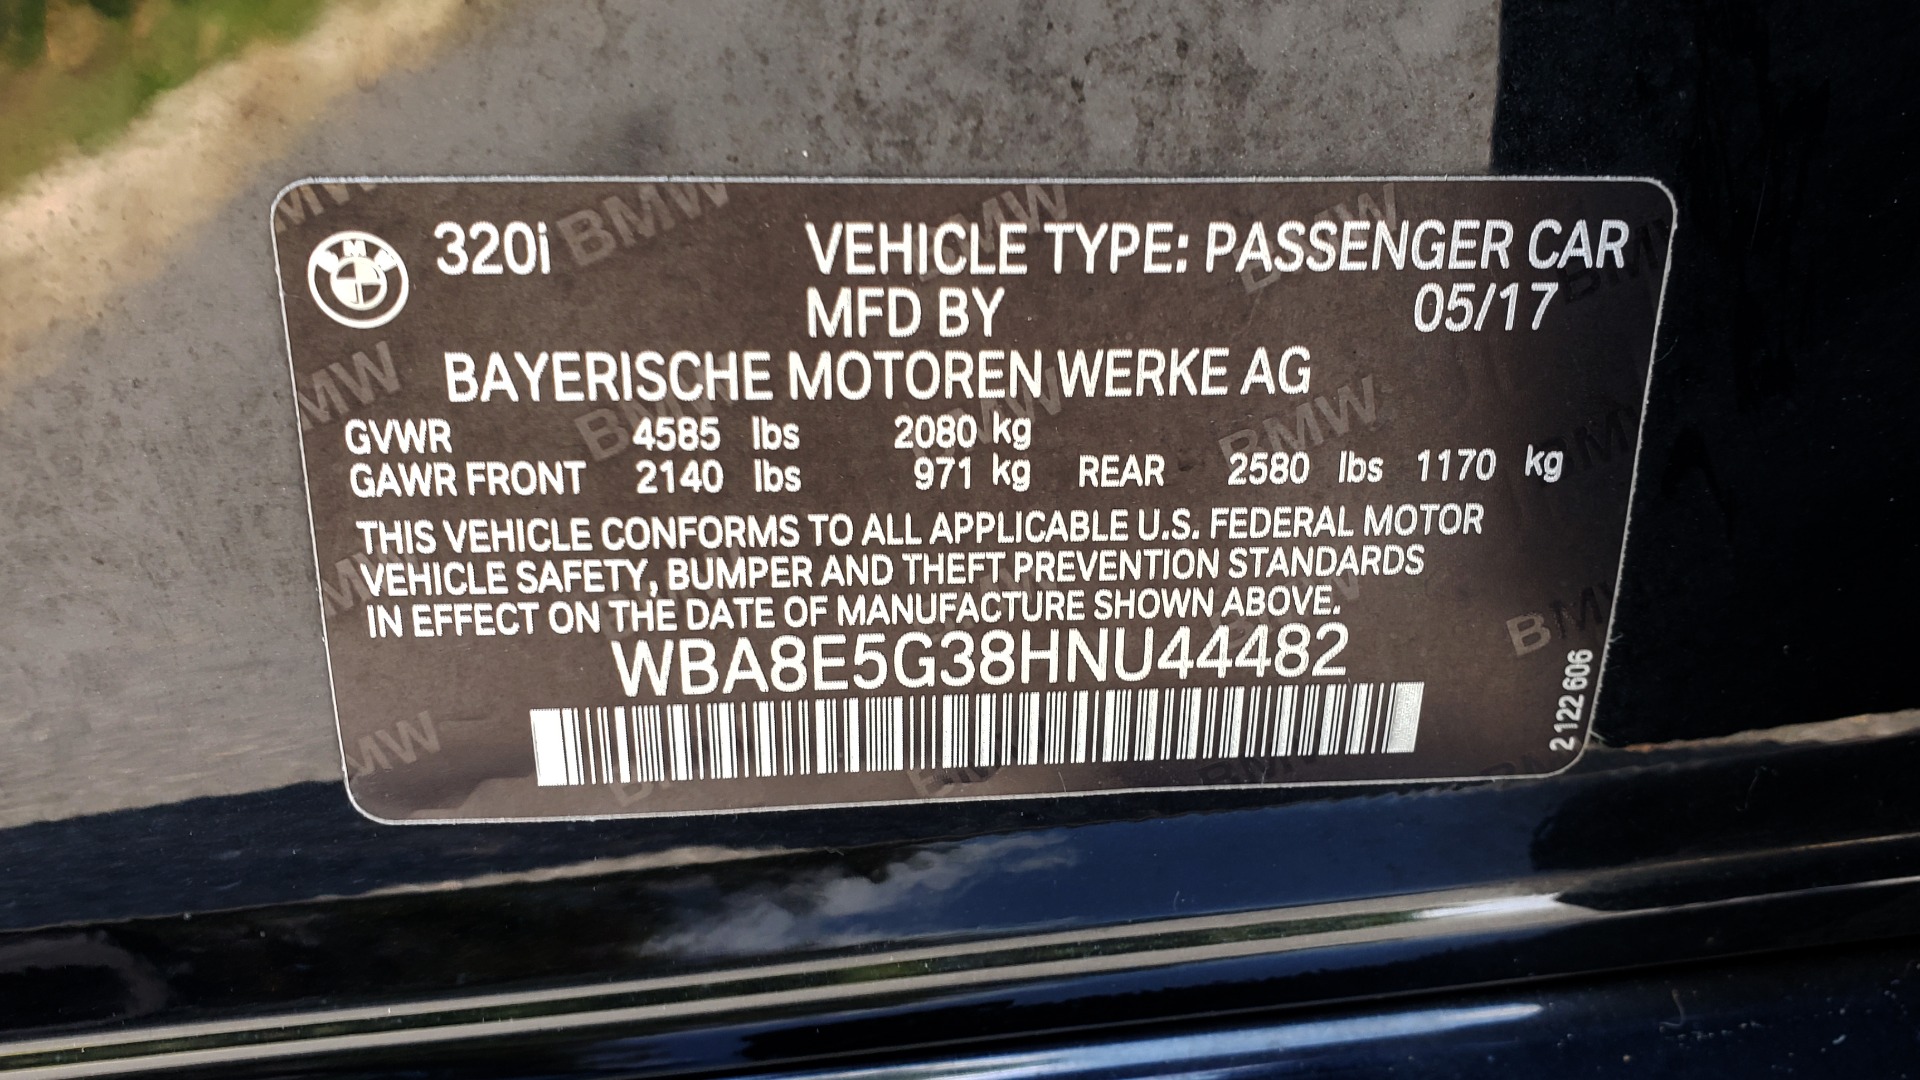 BMW 320i VEHICLE TYPE: PASSENGER CAR
MFD BY 05/17
BAYERISCHE MOTOREN WERKE AG
GVWR 4585 lbs 2080 kg
GAWR FRONT 2140 lbs 971 kg REAR 2580 lbs 1170 kg
THIS VEHICLE CONFORMS TO ALL APPLICABLE U.S. FEDERAL MOTOR
VEHICLE SAFETY, BUMPER AND THEFT PREVENTION STANDARDS
IN EFFECT ON THE DATE OF MANUFACTURE SHOWN ABOVE.
WBA8E5G38HNU44482
2122606